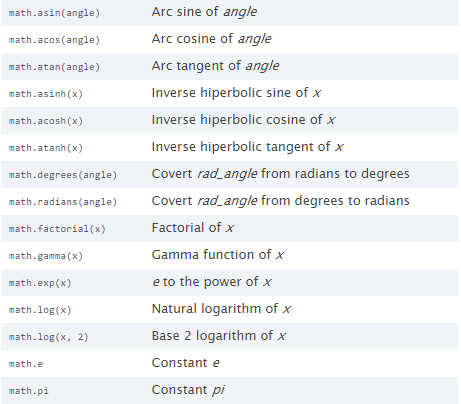 math.asin(angle) Arc sine of angle
math.acos(angle) Arc cosine of angle
math.atan(angle) Arc tangent of angle
math.asinh(x) Inverse hiperbolic sine of x
math.acosh(x) Inverse hiperbolic cosine of x
math.atanh(x) Inverse hiperbolic tangent of x
math.degrees(angle) Covert rad_angle from radians to degrees
math.radians(angle) Covert rad_angle from degrees to radians
math.factorial(x) Factorial of x
math.gamma(x) Gamma function of x
math.exp(x) e to the power of x
math.log(x) Natural logarithm of x
math.log(x, 2) Base 2 logarithm of x
math.e Constant e
math.pi Constant pi